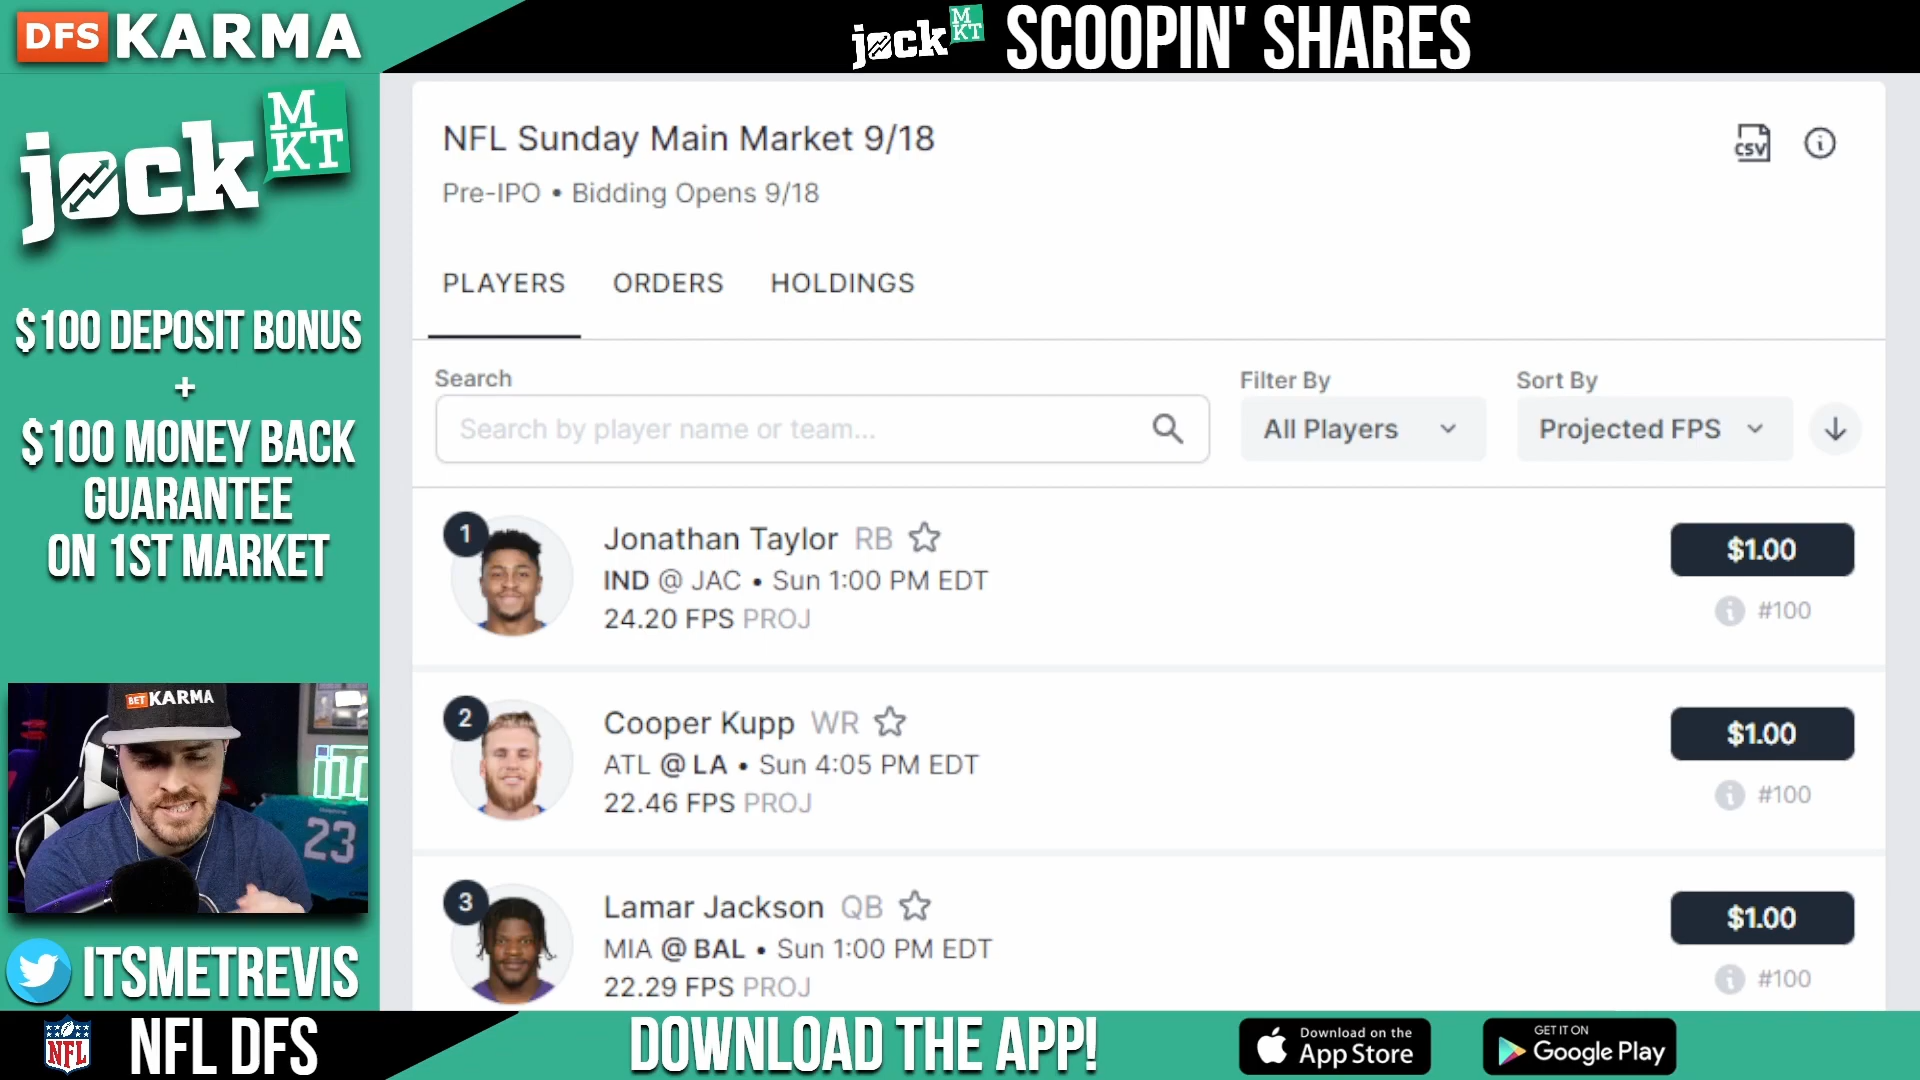 DFS KARMA
jock MKT SCOOPIN' SHARES
jock MKT
$100 DEPOSIT BONUS
+
$100 MONEY BACK
GUARANTEE
ON 1ST MARKET
NFL Sunday Main Market 9/18
CSV
Pre-IPO • Bidding Opens 9/18
PLAYERS ORDERS HOLDINGS
Search
Filter By
Sort By
Search by player name or team...
All Players
Projected FPS
1
Jonathan Taylor RB
IND @ JAC • Sun 1:00 PM EDT
24.20 FPS PROJ
$1.00
#100
2
Cooper Kupp WR
ATL @ LA • Sun 4:05 PM EDT
22.46 FPS PROJ
$1.00
#100
3
Lamar Jackson QB
MIA @ BAL • Sun 1:00 PM EDT
22.29 FPS PROJ
$1.00
#100
BET KARMA
23
ITSMETREVIS
NFL
NFL DFS
DOWNLOAD THE APP!
Download on the
App Store
GET IT ON
Google Play